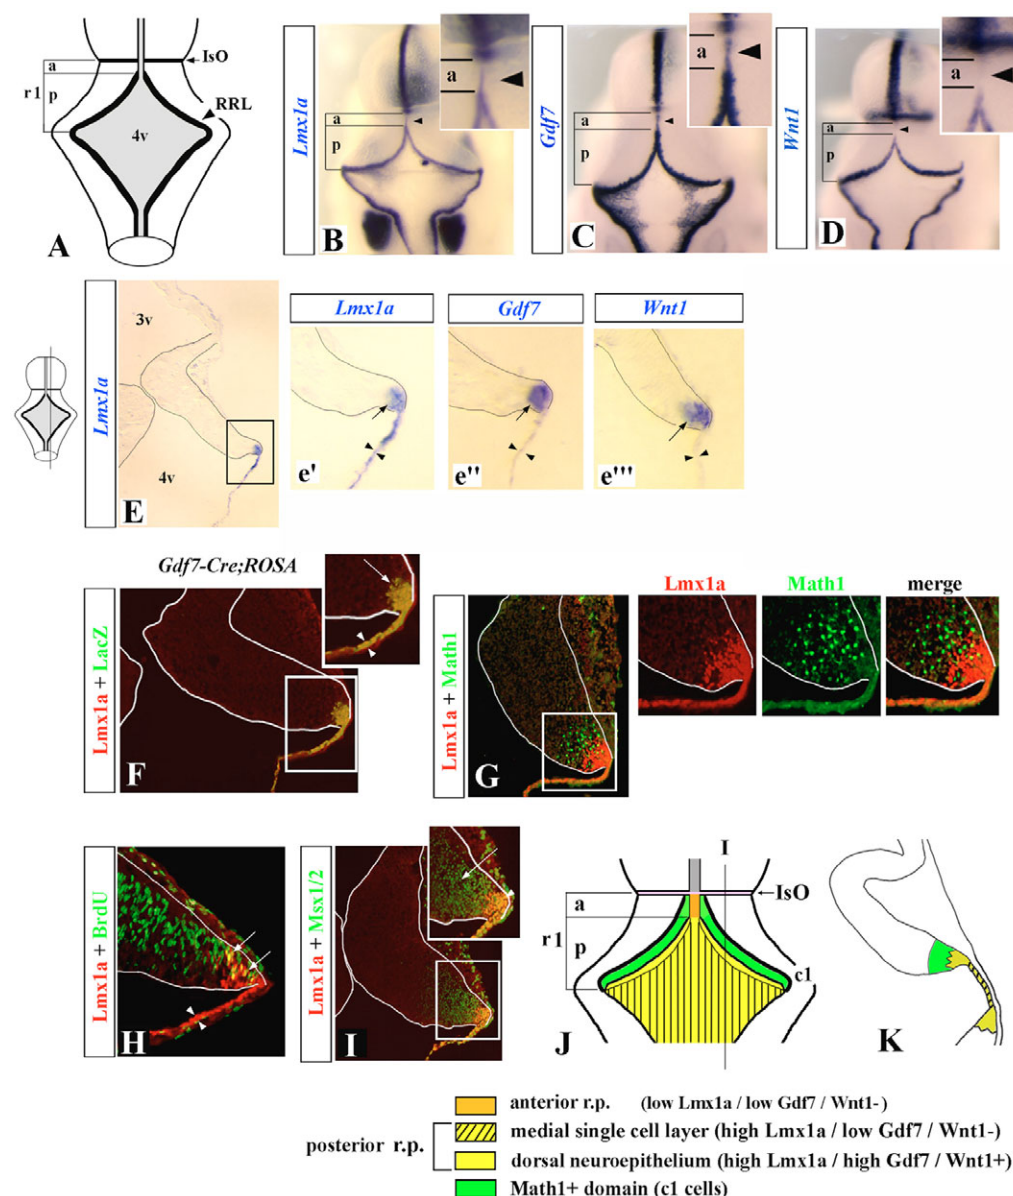 IsO
a
r1
p
RRL
4v
A
Lmx1a
a
a
p
B
Gdf7
a
a
p
C
Wnt1
a
a
p
D
Lmx1a
3v
4v
E
Lmx1a
e'
Gdf7
e''
Wnt1
e'''
Gdf7-Cre;ROSA
Lmx1a + LacZ
F
Lmx1a + Math1
G
Lmx1a
Math1
merge
Lmx1a + BrdU
H
Lmx1a + Msx1/2
I
I
IsO
a
r1
p
c1
J
K
anterior r.p. (low Lmx1a / low Gdf7 / Wnt1-)
posterior r.p.
medial single cell layer (high Lmx1a / low Gdf7 / Wnt1-)
dorsal neuroepithelium (high Lmx1a / high Gdf7 / Wnt1+)
Math1+ domain (c1 cells)